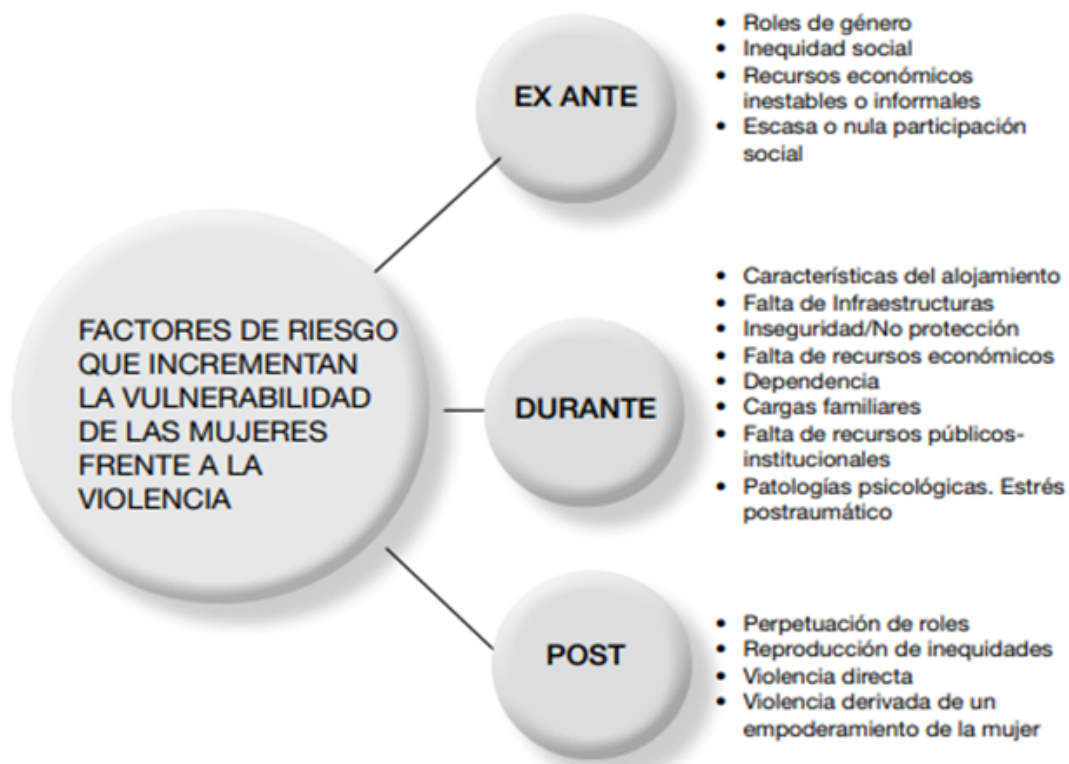 FACTORES DE RIESGO
QUE INCREMENTAN
LA VULNERABILIDAD
DE LAS MUJERES
FRENTE A LA
VIOLENCIA
EX ANTE
• Roles de género
• Inequidad social
• Recursos económicos
inestables o informales
• Escasa o nula participación
social
DURANTE
• Características del alojamiento
• Falta de Infraestructuras
• Inseguridad/No protección
• Falta de recursos económicos
• Dependencia
• Cargas familiares
• Falta de recursos públicos-
institucionales
• Patologías psicológicas. Estrés
postraumático
POST
• Perpetuación de roles
• Reproducción de inequidades
• Violencia directa
• Violencia derivada de un
empoderamiento de la mujer